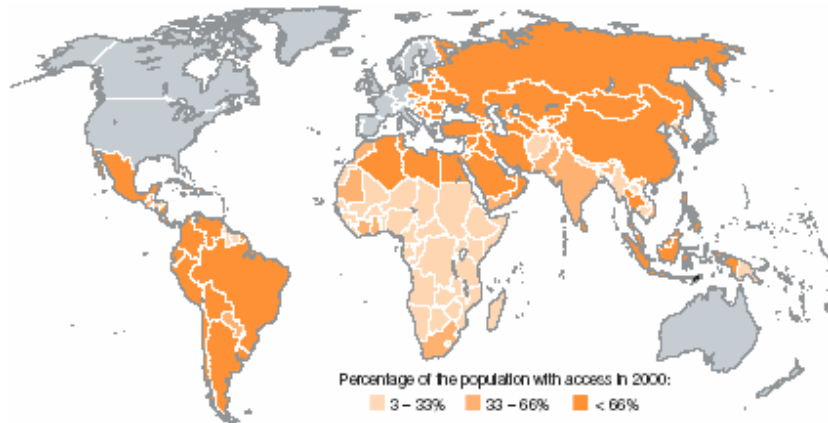 Percentage of the population with access in 2000:
3 – 33% 33 – 66% < 66%